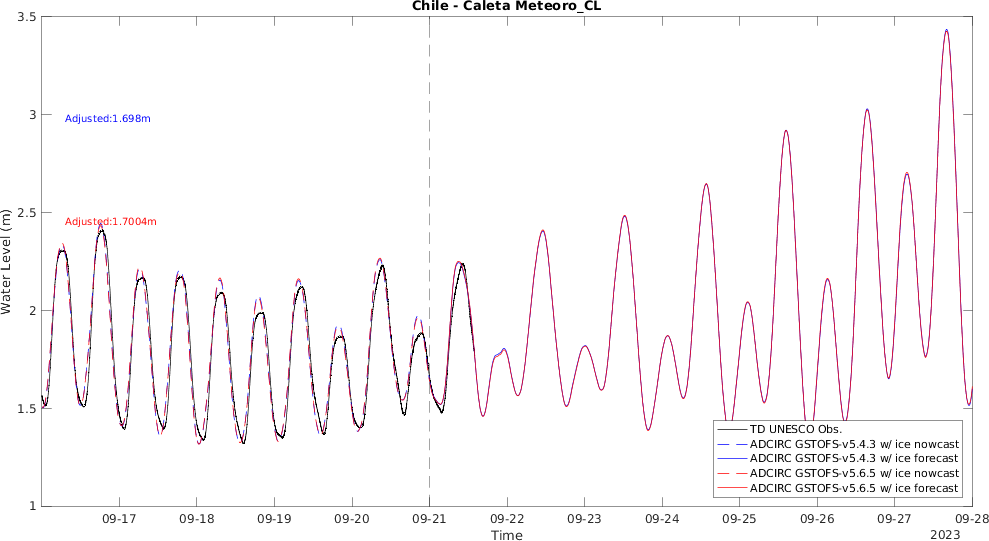 Chile - Caleta Meteoro_CL
3.5
3
2.5
2
1.5
1
Water Level (m)
Adjusted:1.698m
Adjusted:1.7004m
TD UNESCO Obs.
ADCIRC GSTOFS-v5.4.3 w/ ice nowcast
ADCIRC GSTOFS-v5.4.3 w/ ice forecast
ADCIRC GSTOFS-v5.6.5 w/ ice nowcast
ADCIRC GSTOFS-v5.6.5 w/ ice forecast
09-17 09-18 09-19 09-20 09-21 09-22 09-23 09-24 09-25 09-26 09-27 09-28
Time
2023